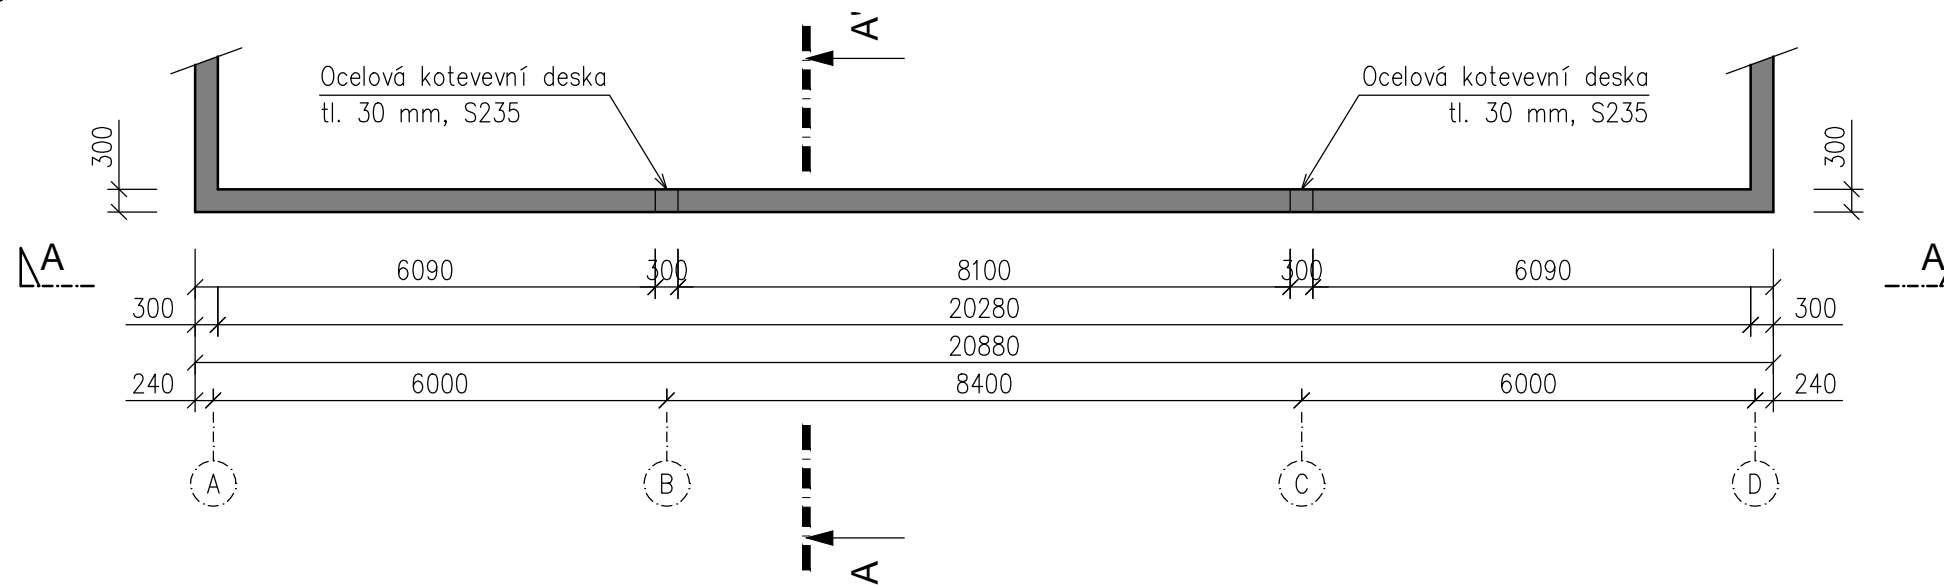 A'
Ocelová kotevevní deska
tl. 30 mm, S235
Ocelová kotevevní deska
tl. 30 mm, S235
300
300
A
A
6090
300
8100
300
6090
300
20280
300
20880
240
6000
8400
6000
240
A
B
C
D
A